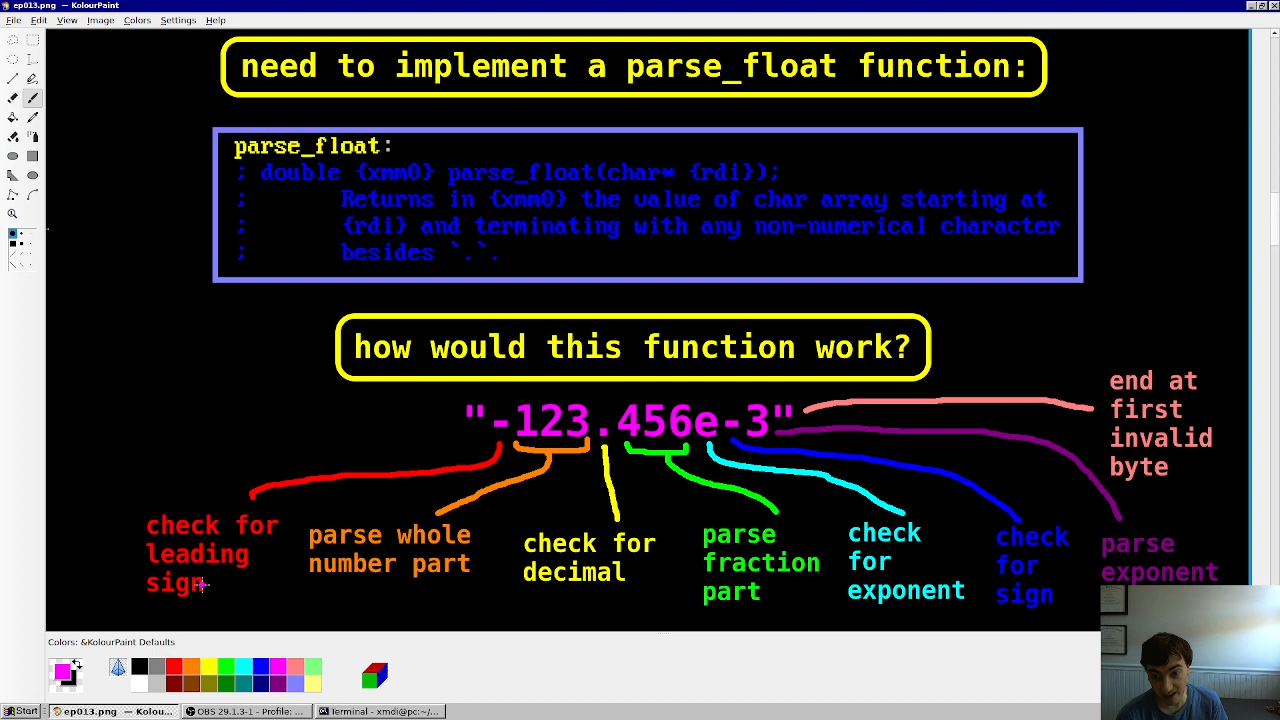 ep013.png — KolourPaint
File Edit View Image Colors Settings Help
need to implement a parse_float function:
parse_float:
; double {xmm0} parse_float(char* {rdi});
; Returns in {xmm0} the value of char array starting at
; {rdi} and terminating with any non-numerical character
; besides `.`.
how would this function work?
"-123.456e-3"
end at
first
invalid
byte
check for
leading
sign
parse whole
number part
check for
decimal
parse
fraction
part
check
for
exponent
check
for
sign
parse
exponent
Colors: &KolourPaint Defaults
Start
ep013.png — Kolou...
OBS 29.1.3-1 - Profile: ...
Terminal - xmdi@pc:~/...